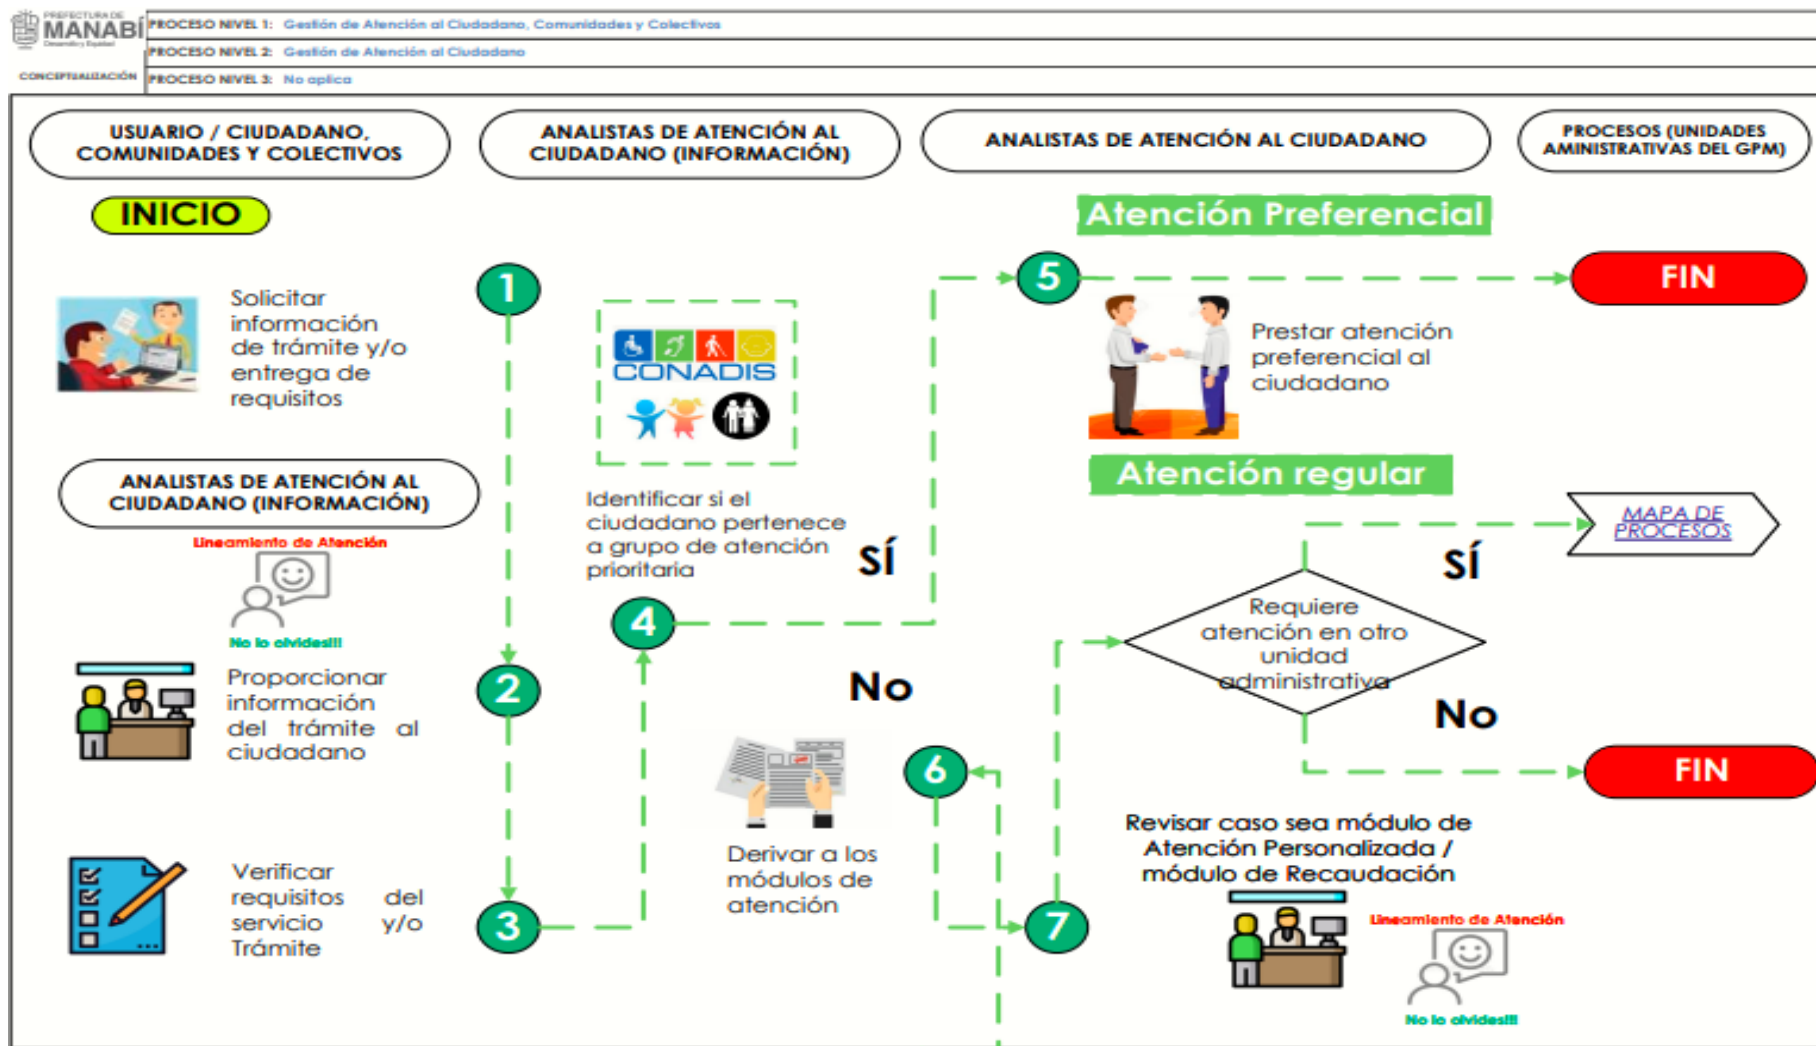 PREFECTURA DE
MANABÍ
Desarrollo y Equidad
CONCEPTUALIZACIÓN
PROCESO NIVEL 1: Gestión de Atención al Ciudadano, Comunidades y Colectivos
PROCESO NIVEL 2: Gestión de Atención al Ciudadano
PROCESO NIVEL 3: No aplica
USUARIO / CIUDADANO,
COMUNIDADES Y COLECTIVOS
ANALISTAS DE ATENCIÓN AL
CIUDADANO (INFORMACIÓN)
ANALISTAS DE ATENCIÓN AL CIUDADANO
PROCESOS (UNIDADES
AMINISTRATIVAS DEL GPM)
INICIO
1
Solicitar
información
de trámite y/o
entrega de
requisitos
ANALISTAS DE ATENCIÓN AL
CIUDADANO (INFORMACIÓN)
Lineamiento de Atención
No lo olvides!!!
2
Proporcionar
información
del trámite al
ciudadano
3
Verificar
requisitos del
servicio y/o
Trámite
CONADIS
Identificar si el
ciudadano pertenece
a grupo de atención
prioritaria
SÍ
4
No
6
Derivar a los
módulos de
atención
Atención Preferencial
5
FIN
Prestar atención
preferencial al
ciudadano
Atención regular
MAPA DE
PROCESOS
SÍ
Requiere
atención en otro
unidad
administrativa
No
FIN
7
Revisar caso sea módulo de
Atención Personalizada /
módulo de Recaudación
Lineamiento de Atención
No lo olvides!!!